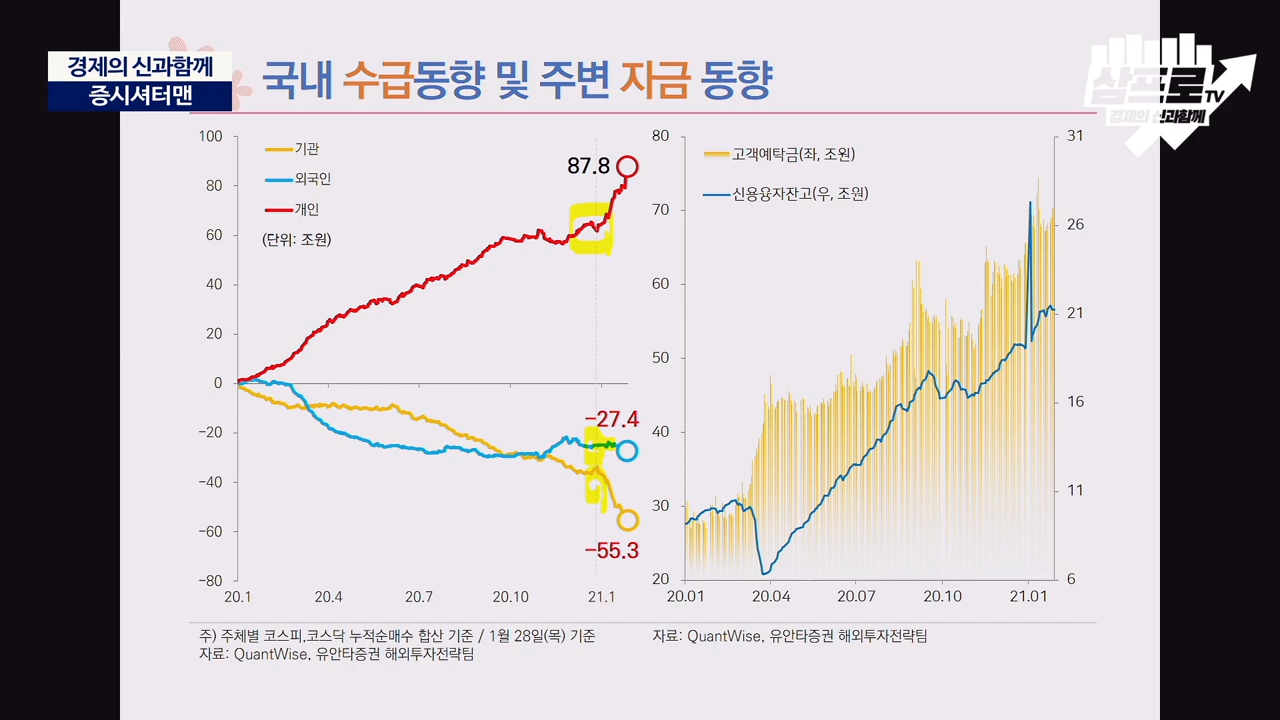 경제의 신과함께
증시셔터맨
삼프로TV
경제의 신과함께
국내 수급동향 및 주변 자금 동향
100
80
60
40
20
0
-20
-40
-60
-80
기관
외국인
개인
(단위: 조원)
87.8
-27.4
-55.3
20.1 20.4 20.7 20.10 21.1
주) 주체별 코스피,코스닥 누적순매수 합산 기준 / 1월 28일(목) 기준
자료: QuantWise, 유안타증권 해외투자전략팀
80
70
60
50
40
30
20
고객예탁금(좌, 조원)
신용융자잔고(우, 조원)
31
26
21
16
11
6
20.01 20.04 20.07 20.10 21.01
자료: QuantWise, 유안타증권 해외투자전략팀